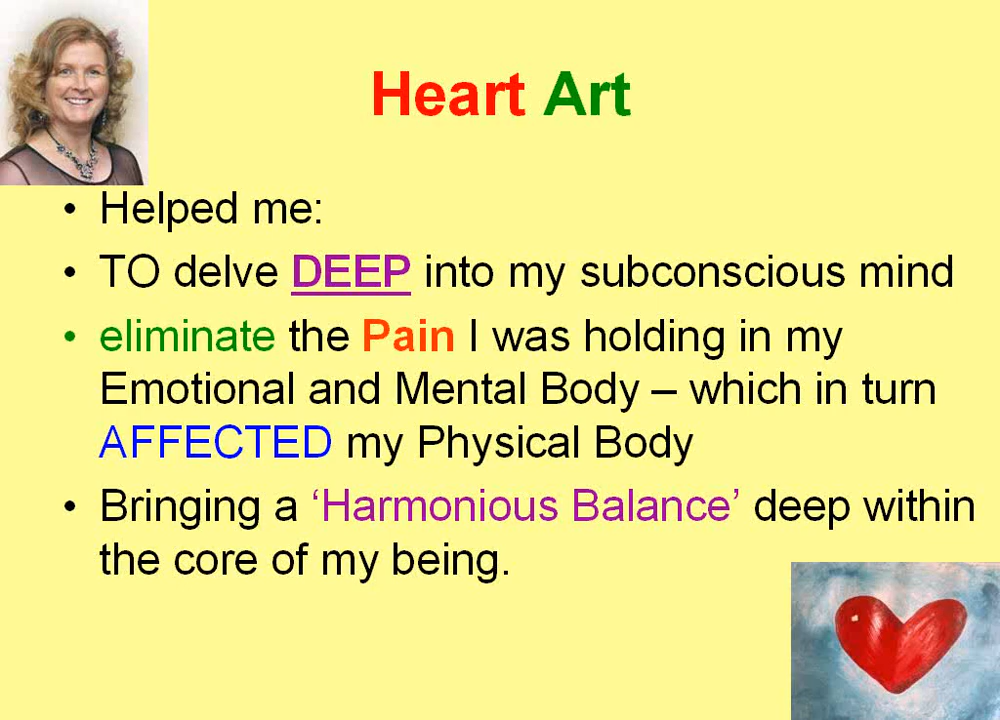 Heart Art
• Helped me:
• TO delve DEEP into my subconscious mind
• eliminate the Pain I was holding in my
Emotional and Mental Body – which in turn
AFFECTED my Physical Body
• Bringing a ‘Harmonious Balance’ deep within
the core of my being.